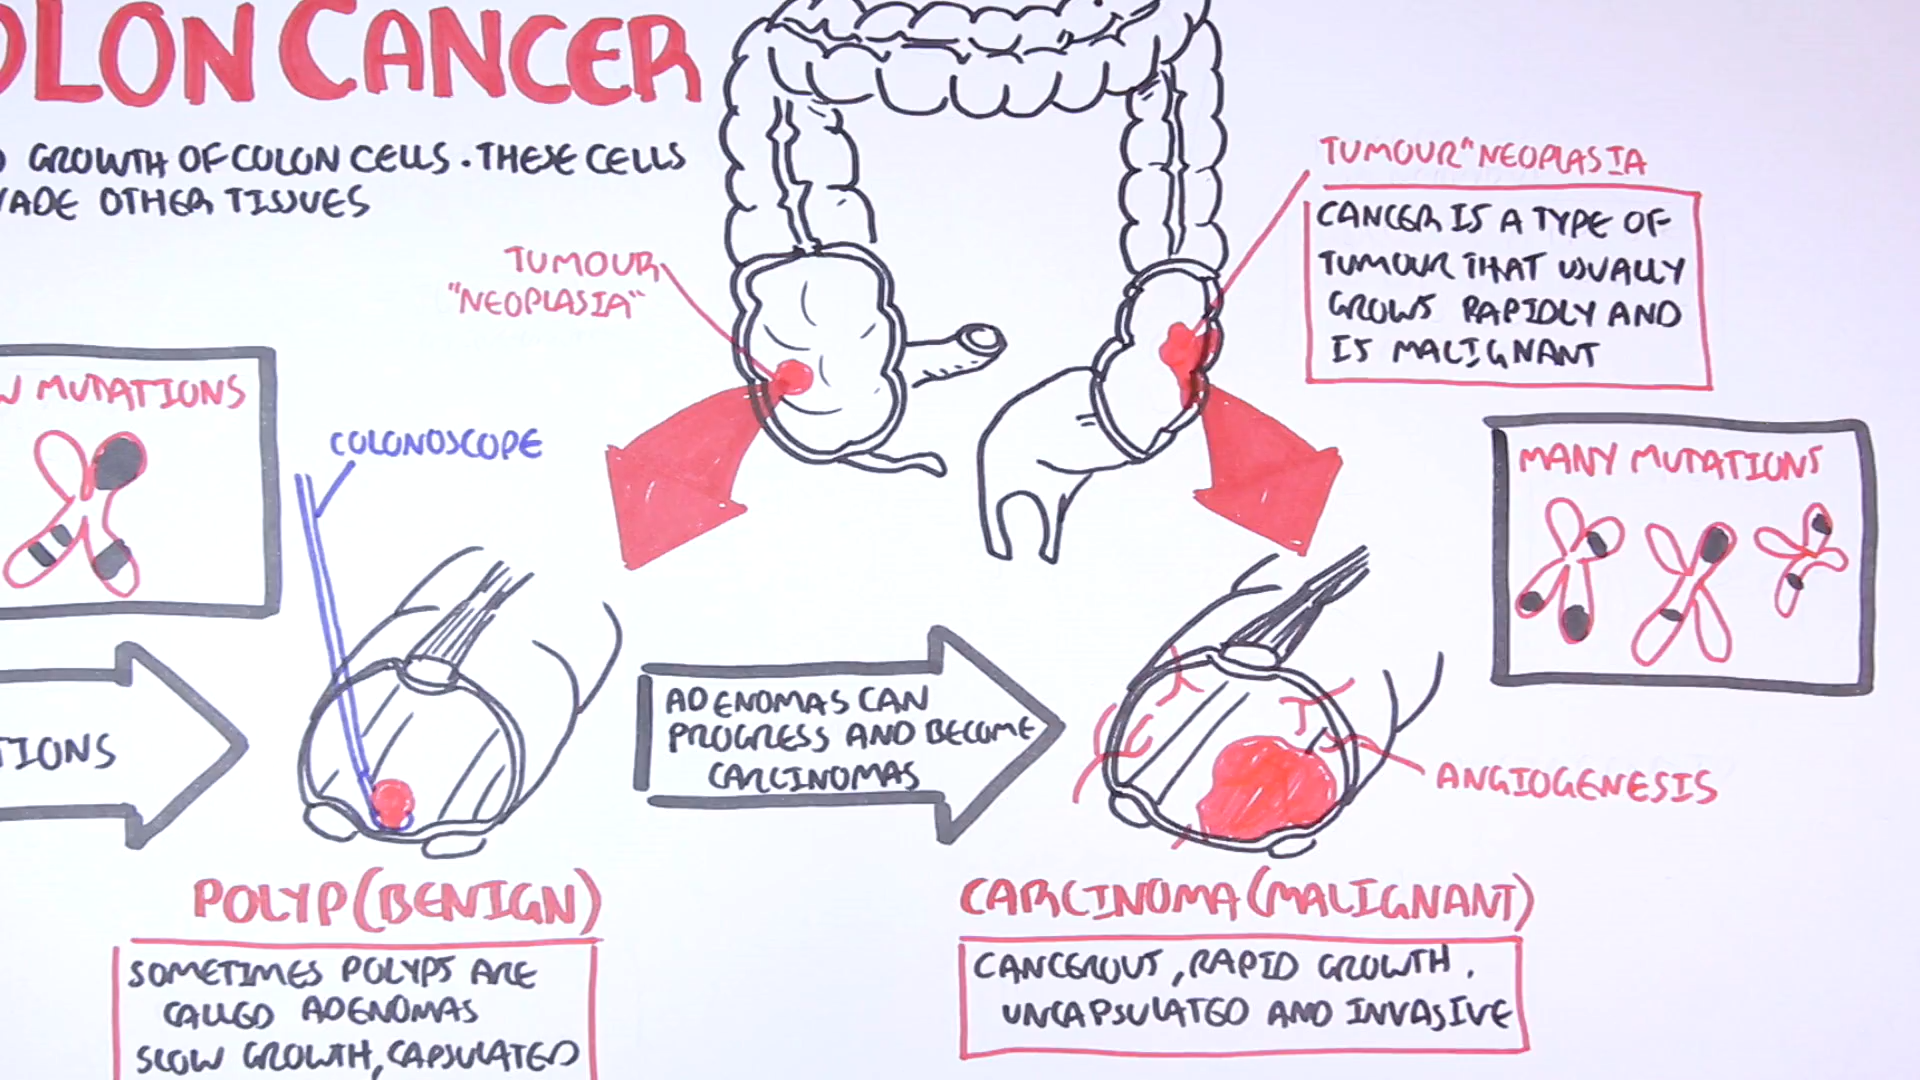 OLON CANCER
GROWTH OF COLON CELLS. THESE CELLS
VADE OTHER TISSUES
TUMOUR
"NEOPLASIA"
TUMOUR "NEOPLASIA
CANCER IS A TYPE OF
TUMOUR THAT USUALLY
GROWS RAPIDLY AND
IS MALIGNANT
W MUTATIONS
COLONOSCOPE
MANY MUTATIONS
TIONS
ADENOMAS CAN
PROGRESS AND BECOME
CARCINOMAS
ANGIOGENESIS
POLYP (BENIGN)
SOMETIMES POLYPS ARE
CALLED ADENOMAS
SLOW GROWTH, CAPSULATED
CARCINOMA (MALIGNANT)
CANCEROUS, RAPID GROWTH.
UNCAPSULATED AND INVASIVE